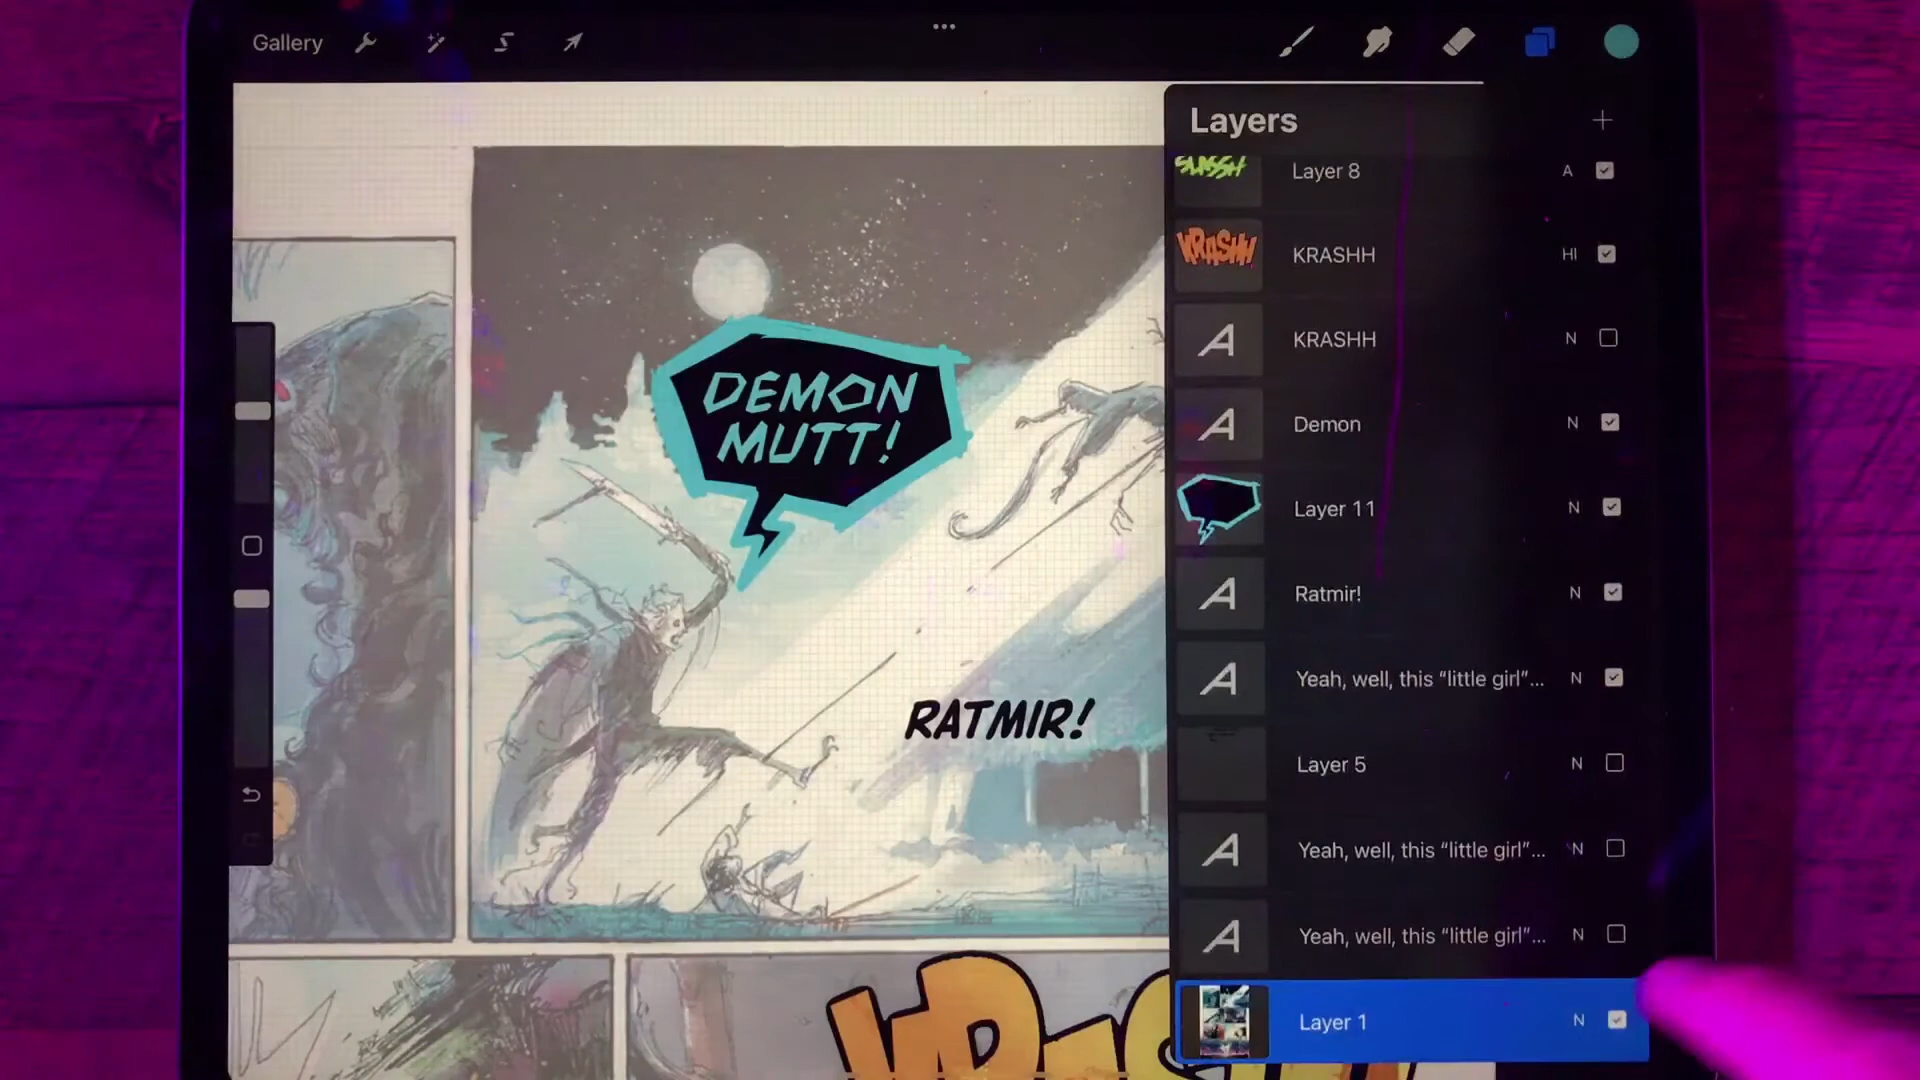 Gallery
Layers
Layer 8 A
KRASHH
KRASHH HI
KRASHH N
Demon N
Layer 11 N
Ratmir! N
Yeah, well, this “little girl”... N
Layer 5 N
Yeah, well, this “little girl”... N
Yeah, well, this “little girl”... N
Layer 1 N
DEMON
MUTT!
RATMIR!